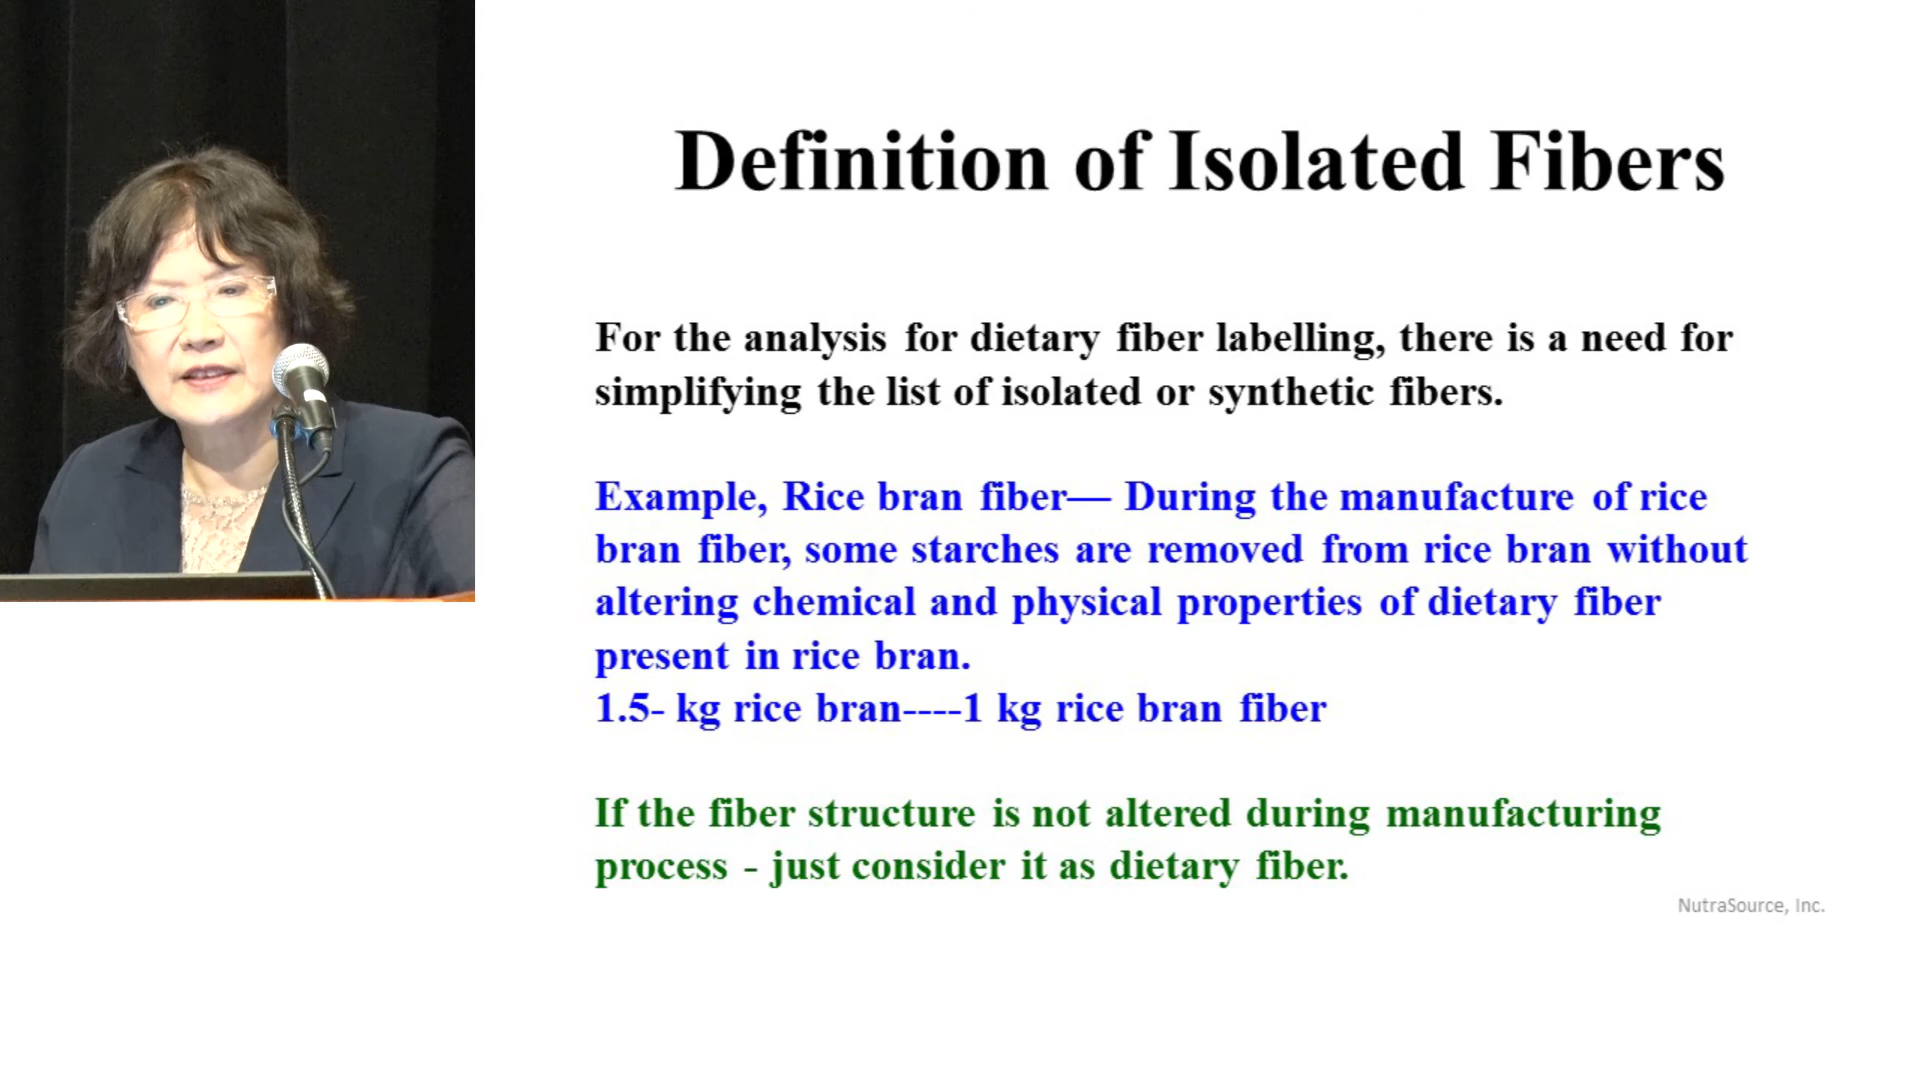 Definition of Isolated Fibers
For the analysis for dietary fiber labelling, there is a need for
simplifying the list of isolated or synthetic fibers.
Example, Rice bran fiber— During the manufacture of rice
bran fiber, some starches are removed from rice bran without
altering chemical and physical properties of dietary fiber
present in rice bran.
1.5- kg rice bran----1 kg rice bran fiber
If the fiber structure is not altered during manufacturing
process - just consider it as dietary fiber.
NutraSource, Inc.